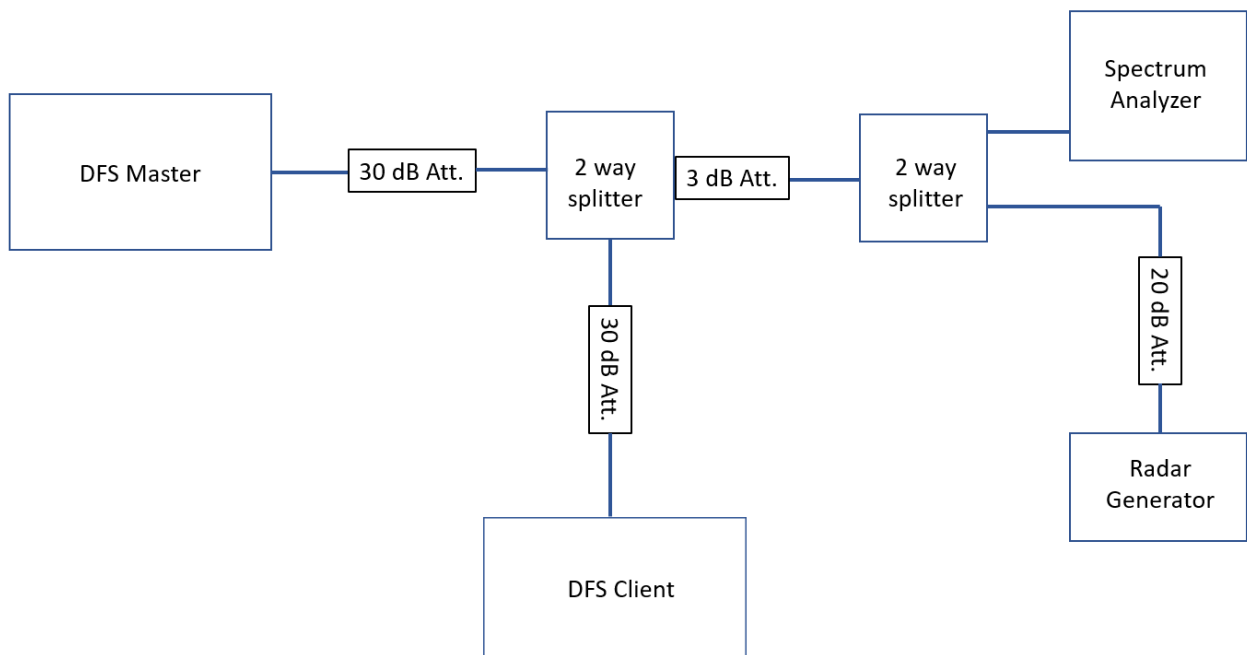 Spectrum
Analyzer
DFS Master
30 dB Att.
2 way
splitter
3 dB Att.
2 way
splitter
20 dB Att.
30 dB Att.
Radar
Generator
DFS Client